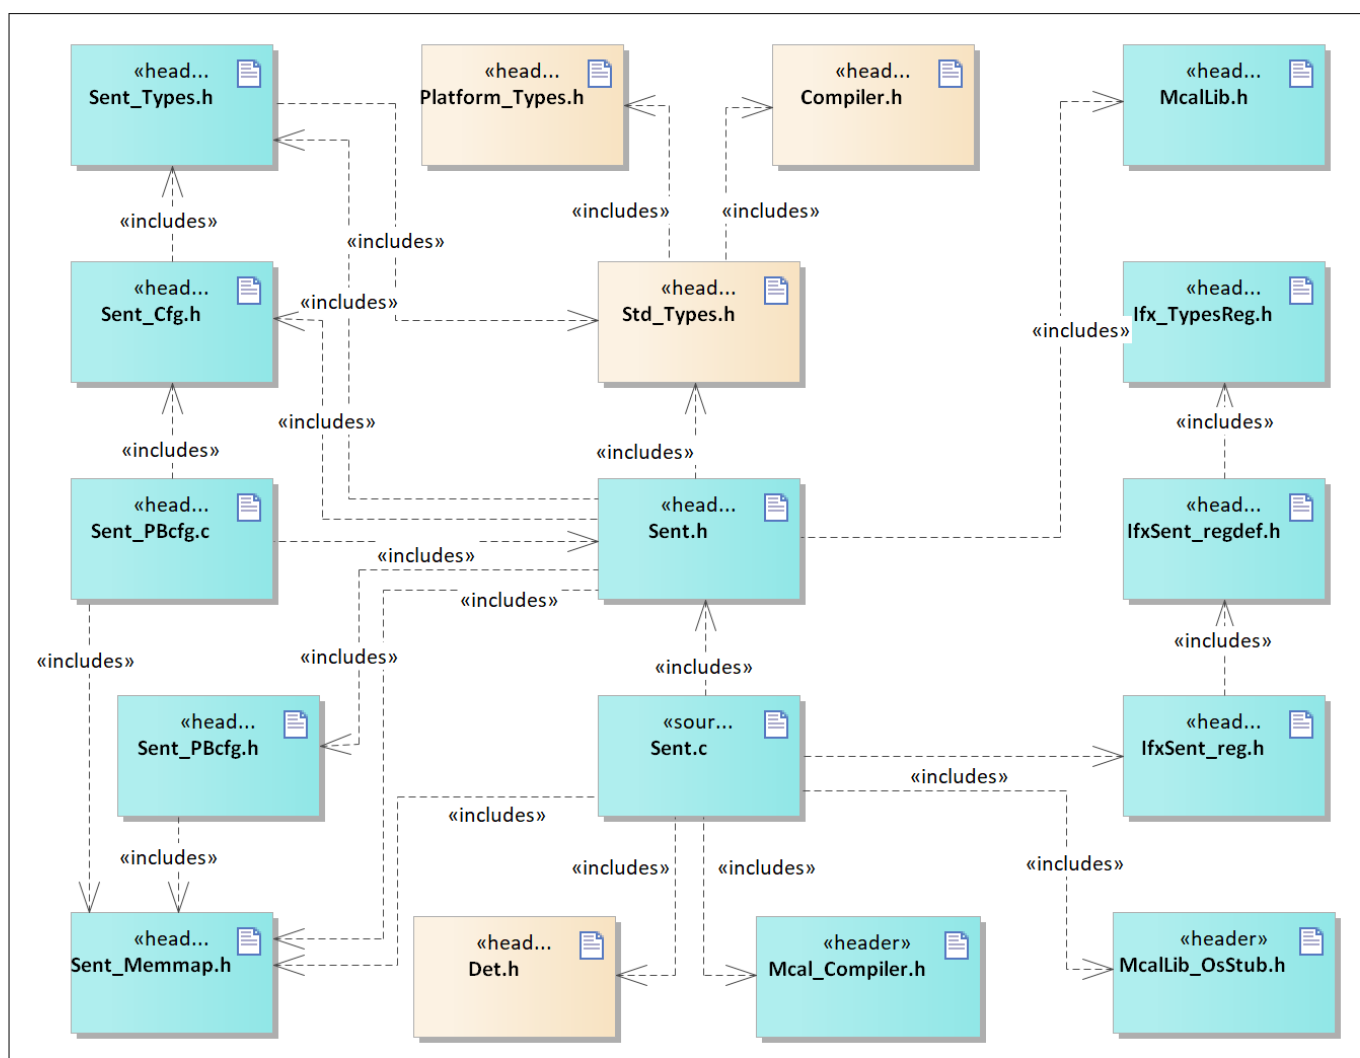 «head...
Sent_Types.h
«head...
Platform_Types.h
«head...
Compiler.h
«head...
McalLib.h
«includes»
«includes»
«includes»
«includes»
«head...
Sent_Cfg.h
«includes»
«head...
Std_Types.h
«includes»
«head...
Ifx_TypesReg.h
«includes»
«includes»
«includes»
«includes»
«head...
Sent_PBcfg.c
«head...
Sent.h
«head...
IfxSent_regdef.h
«includes»
«includes»
«includes»
«includes»
«includes»
«includes»
«head...
Sent_PBcfg.h
«sour...
Sent.c
«head...
IfxSent_reg.h
«includes»
«includes»
«includes»
«includes»
«includes»
«includes»
«head...
Sent_Memmap.h
«head...
Det.h
«header»
Mcal_Compiler.h
«header»
McalLib_OsStub.h